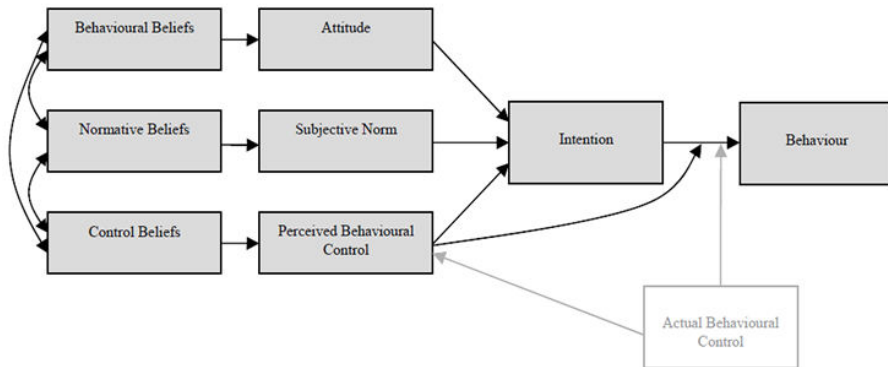 Behavioural Beliefs
Attitude
Normative Beliefs
Subjective Norm
Intention
Behaviour
Control Beliefs
Perceived Behavioural
Control
Actual Behavioural
Control